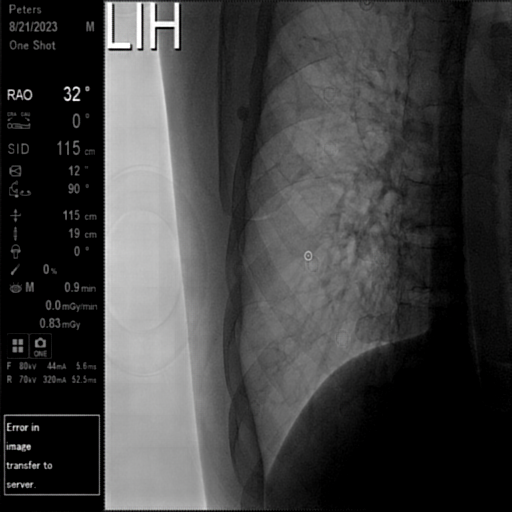 Peters
8/21/2023 M
One Shot
LIH
RAO 32°
0°
SID 115 cm
12°
90°
115 cm
19 cm
0°
0%
M 0.9 min
0.0 mGy/min
0.83 mGy
ONE
F 80kV 44mA 5.6ms
R 70kV 320mA 52.5ms
Error in
image
transfer to
server.